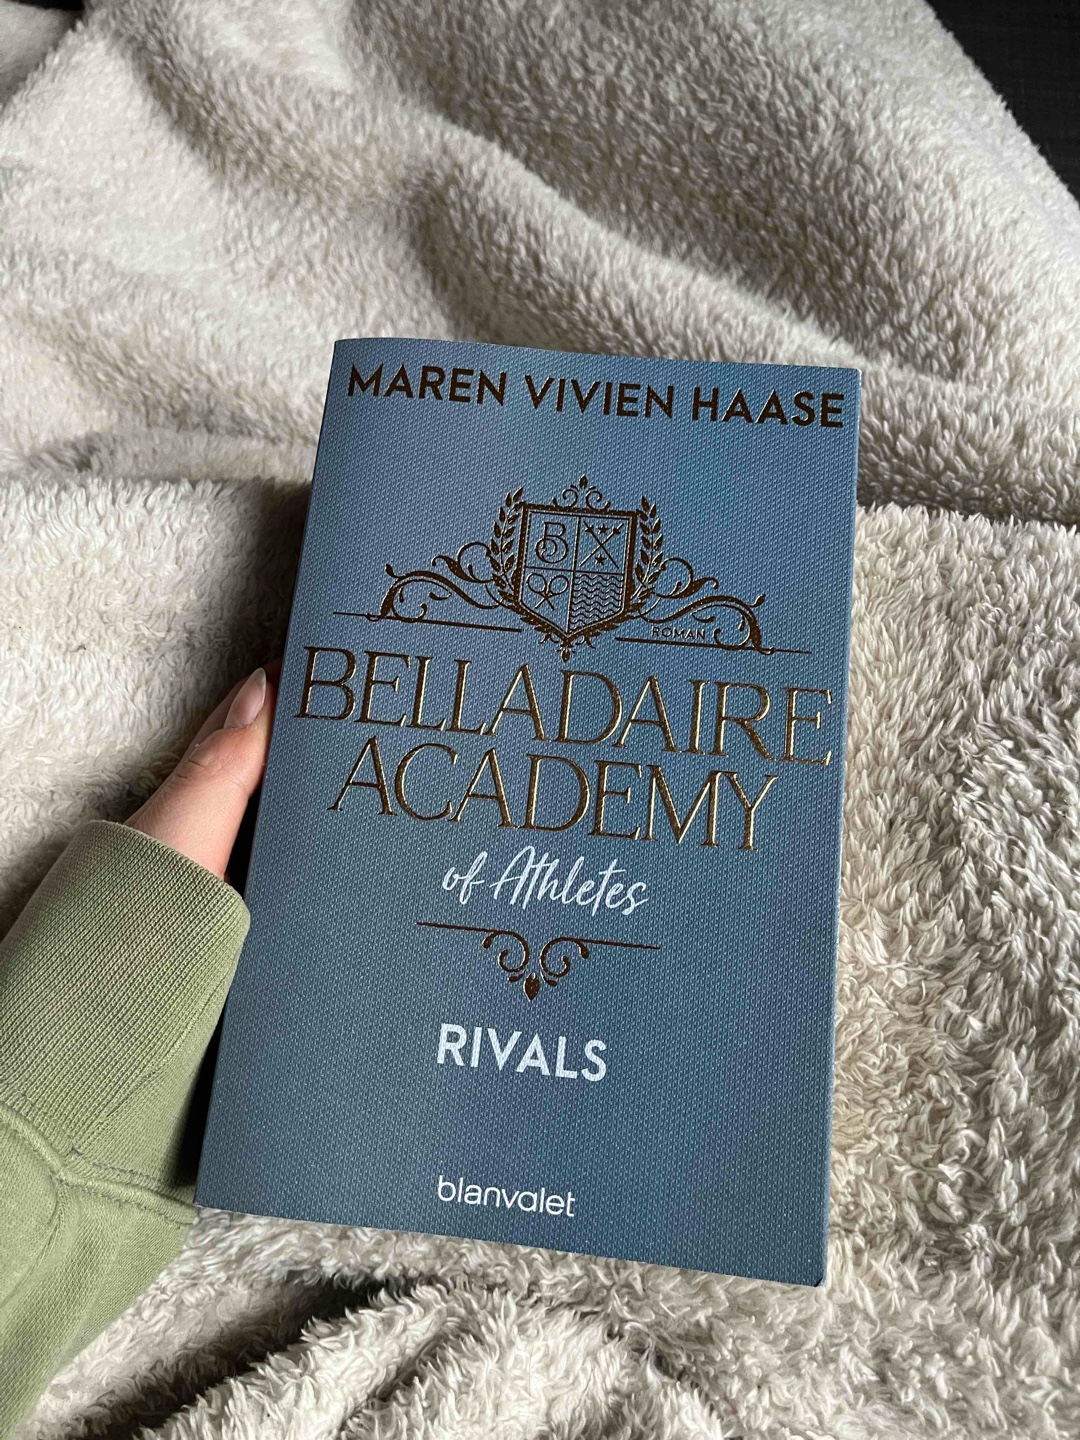 MAREN VIVIEN HAASE
B
ROMAN
BELLADAIRE
ACADEMY
of Athletes
RIVALS
blanvalet